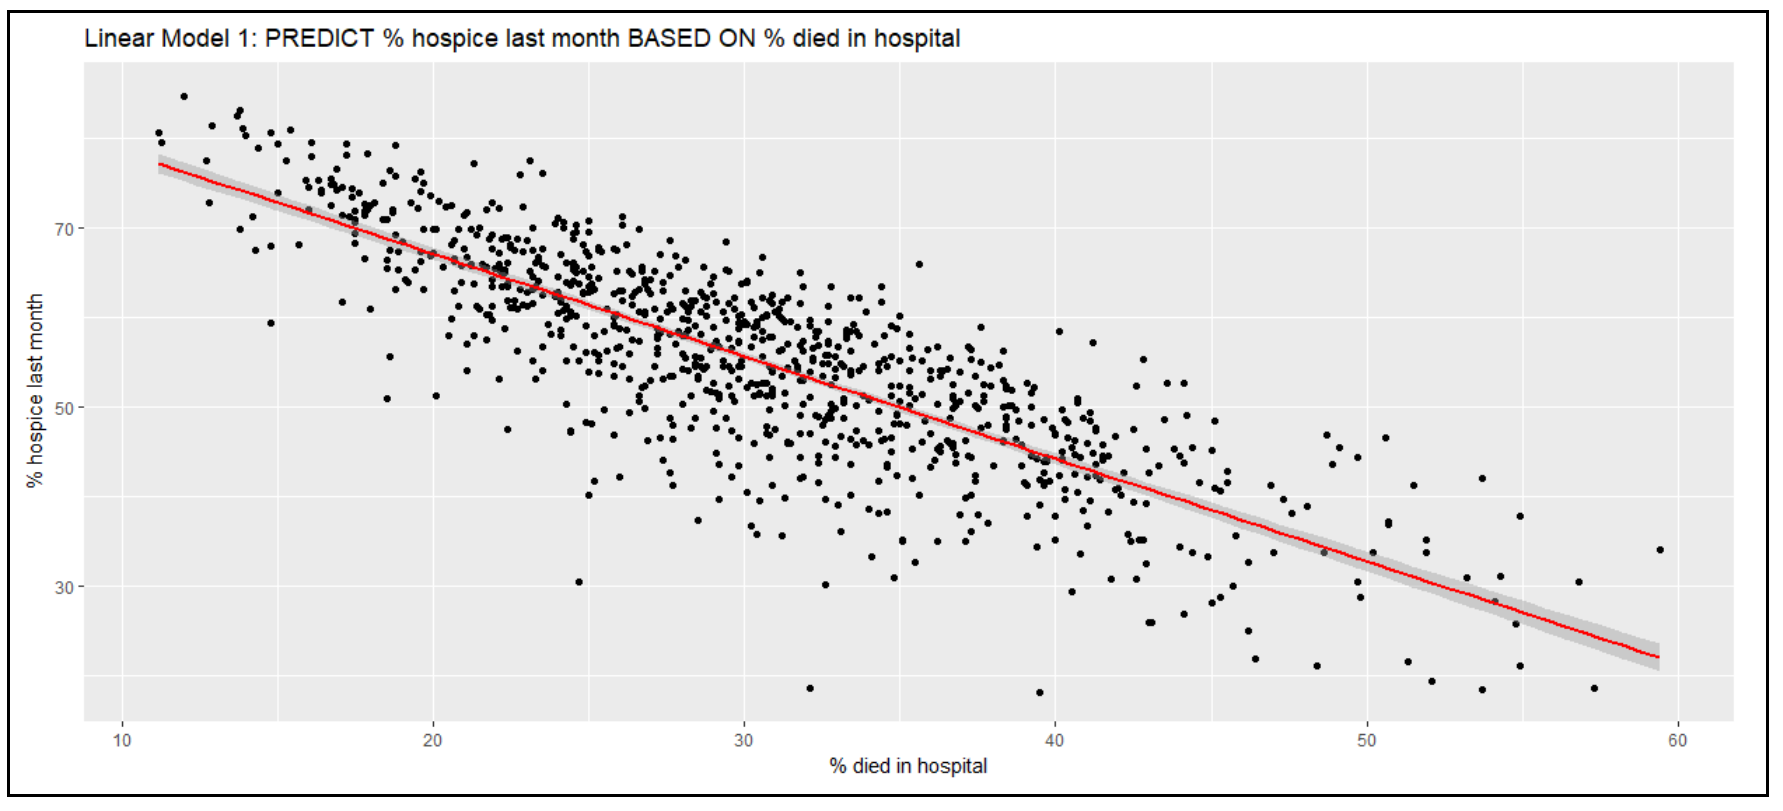 Linear Model 1: PREDICT % hospice last month BASED ON % died in hospital
% hospice last month
70
50
30
10 20 30 40 50 60
% died in hospital